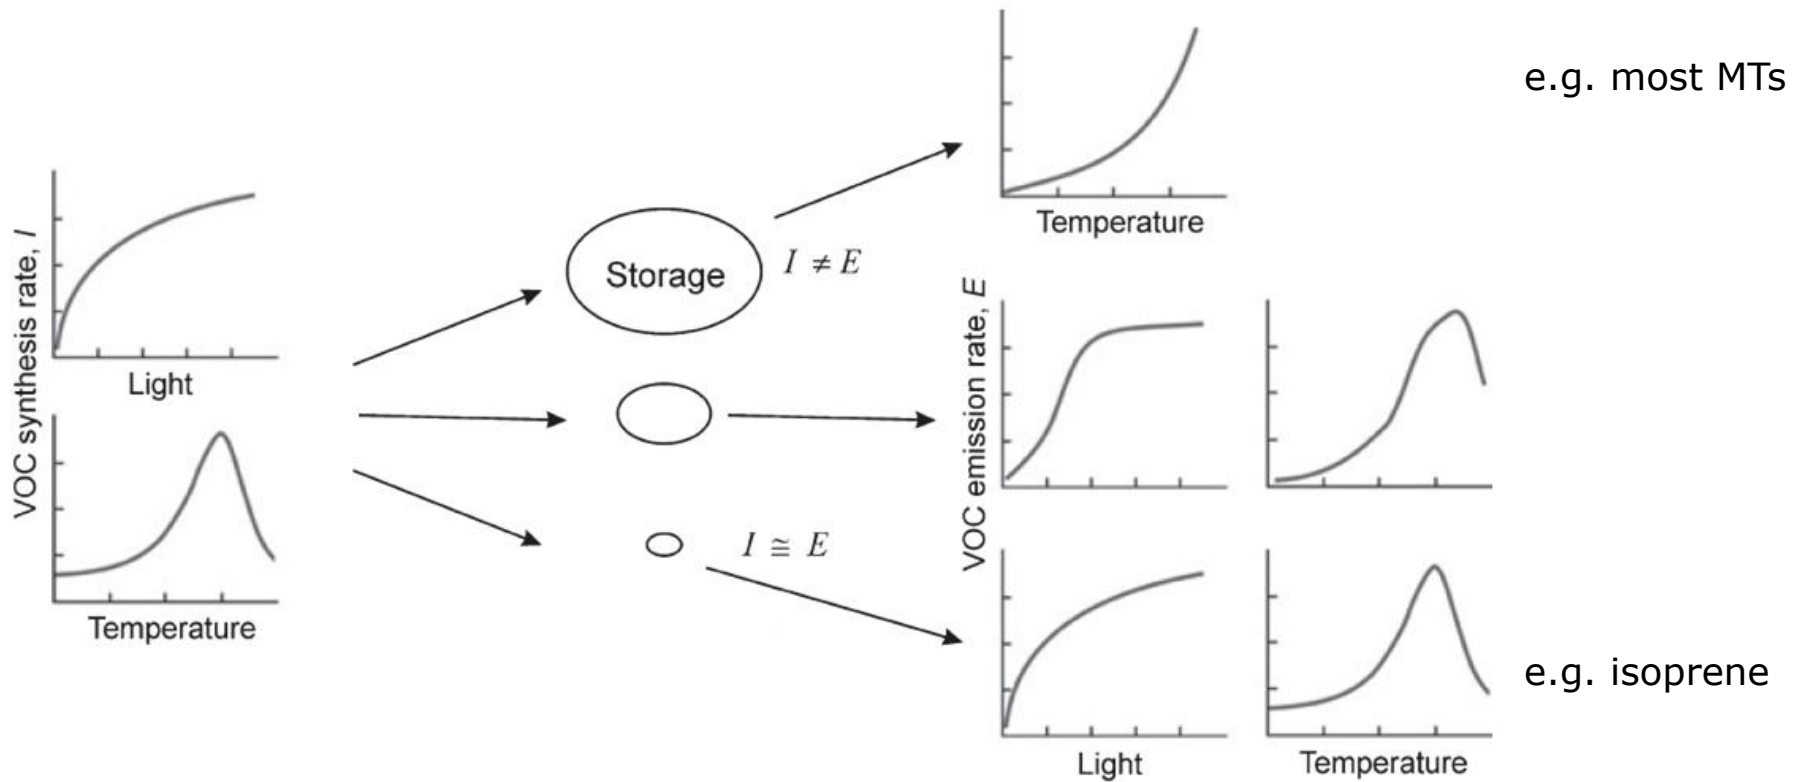 VOC synthesis rate, I
Light
Temperature
Storage
I ≠ E
I ≅ E
VOC emission rate, E
Temperature
e.g. most MTs
Light
Temperature
e.g. isoprene